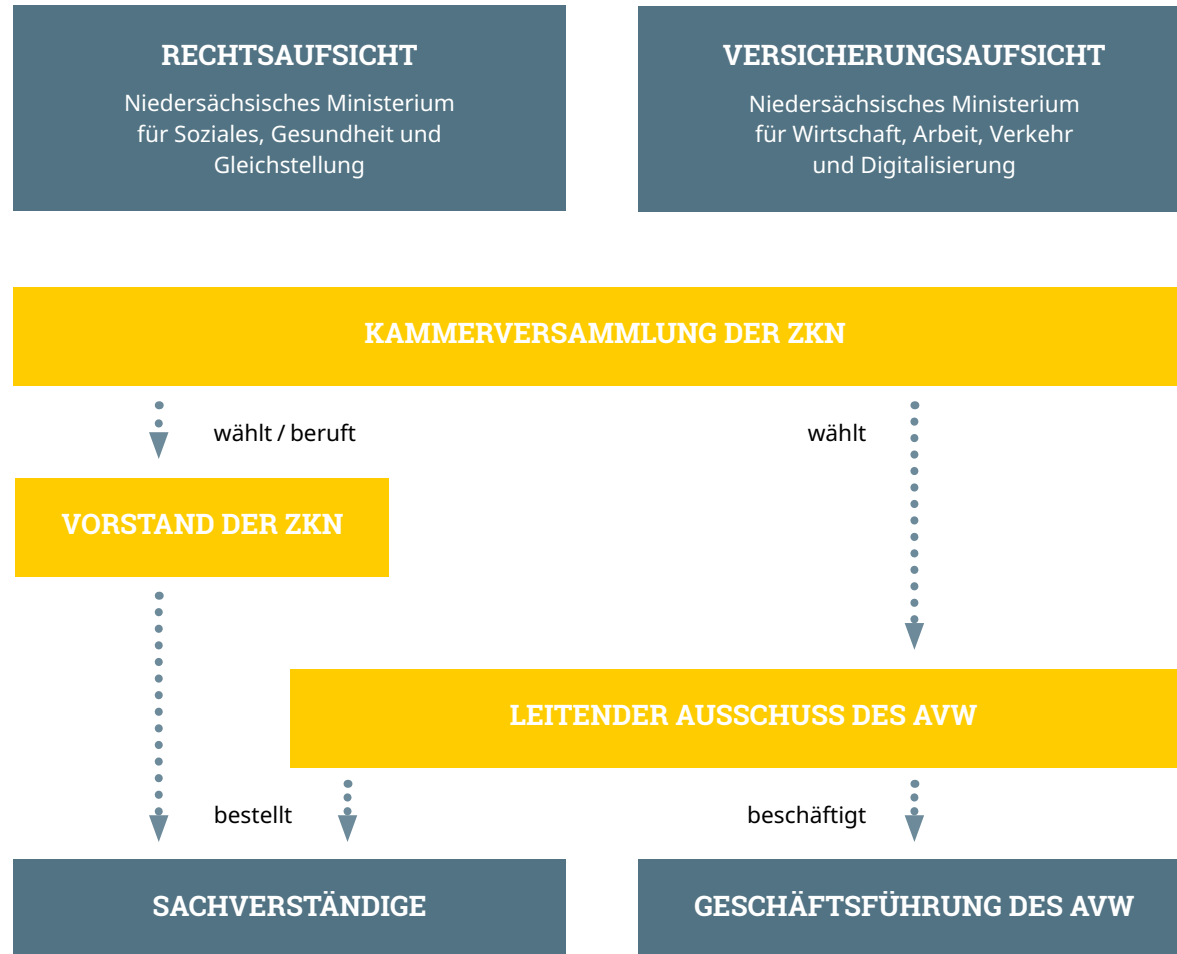 RECHTSAUFSICHT
Niedersächsisches Ministerium
für Soziales, Gesundheit und
Gleichstellung
VERSICHERUNGSAUFSICHT
Niedersächsisches Ministerium
für Wirtschaft, Arbeit, Verkehr
und Digitalisierung
KAMMERVERSAMMLUNG DER ZKN
wählt / beruft
wählt
VORSTAND DER ZKN
LEITENDER AUSSCHUSS DES AVW
bestellt
beschäftigt
SACHVERSTÄNDIGE
GESCHÄFTSFÜHRUNG DES AVW